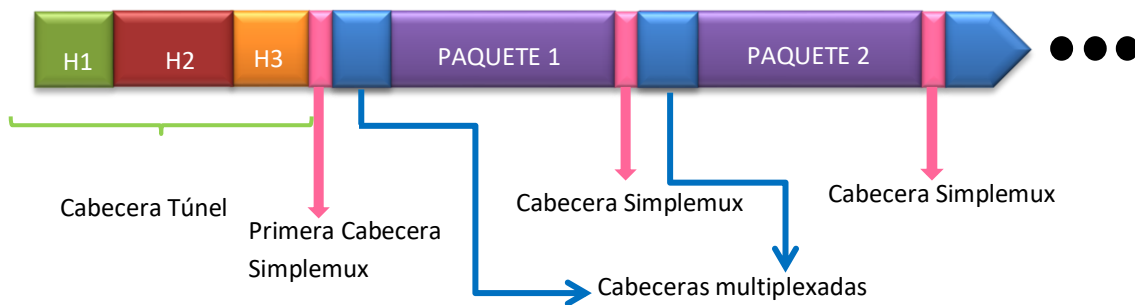 H1 H2 H3 PAQUETE 1 PAQUETE 2
Cabecera Túnel
Primera Cabecera
Simplemux
Cabecera Simplemux
Cabecera Simplemux
Cabeceras multiplexadas